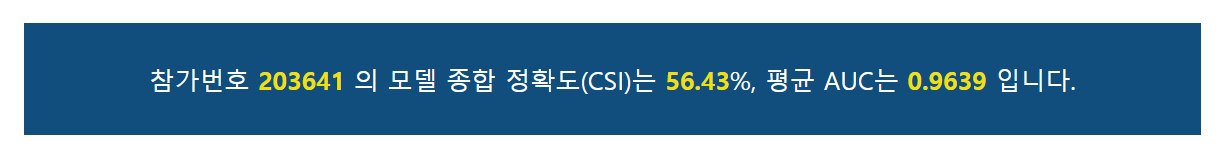 참가번호 203641 의 모델 종합 정확도(CSI)는 56.43%, 평균 AUC는 0.9639 입니다.